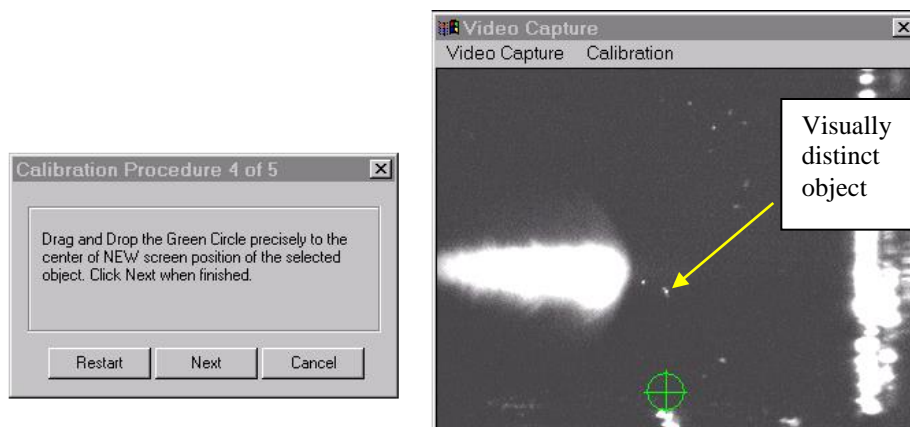 Calibration Procedure 4 of 5
Drag and Drop the Green Circle precisely to the
center of NEW screen position of the selected
object. Click Next when finished.
Restart Next Cancel
Video Capture
Video Capture Calibration
Visually
distinct
object